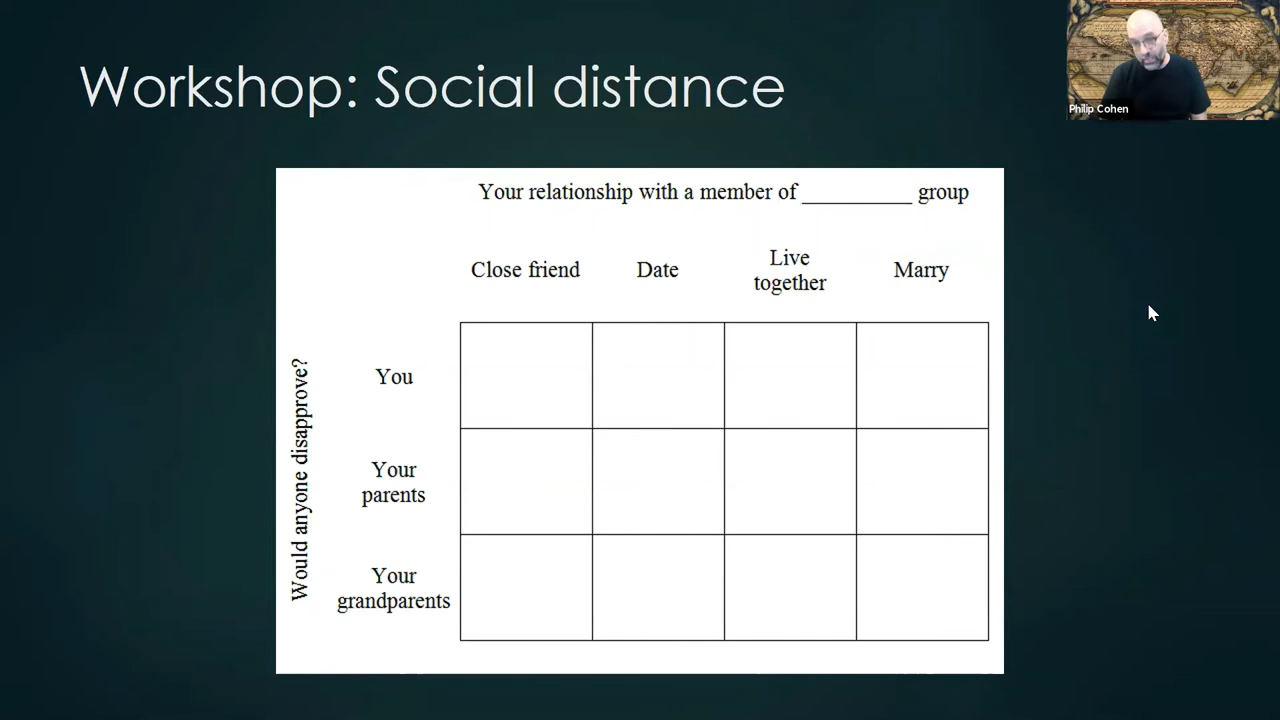 Workshop: Social distance
Philip Cohen
Your relationship with a member of __________ group
Close friend
Date
Live
together
Marry
Would anyone disapprove?
You
Your
parents
Your
grandparents